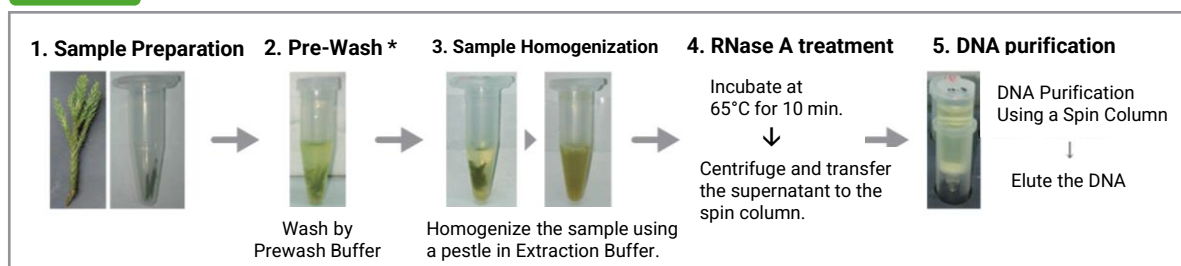 1. Sample Preparation
2. Pre-Wash *
Wash by
Prewash Buffer
3. Sample Homogenization
Homogenize the sample using
a pestle in Extraction Buffer.
4. RNase A treatment
Incubate at
65°C for 10 min.
↓
Centrifuge and transfer
the supernatant to the
spin column.
5. DNA purification
DNA Purification
Using a Spin Column
↓
Elute the DNA